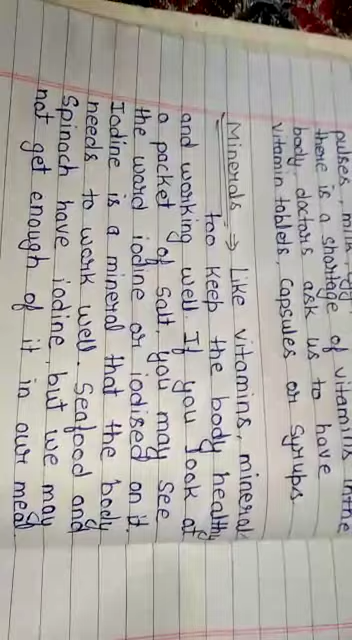 pulses, milk, egg,
there is a shortage of vitamins in the
body, doctors ask us to have
vitamin tablets, capsules or syrups.
Minerals ⇒ Like vitamins, mineral
too keep the body healthy
and working well If you look at
a packet of salt, you may see
the word iodine or iodised on it.
Iodine is a mineral that the body
needs to work well. Seafood and
Spinach have iodine, but we may
not get enough of it in our meal